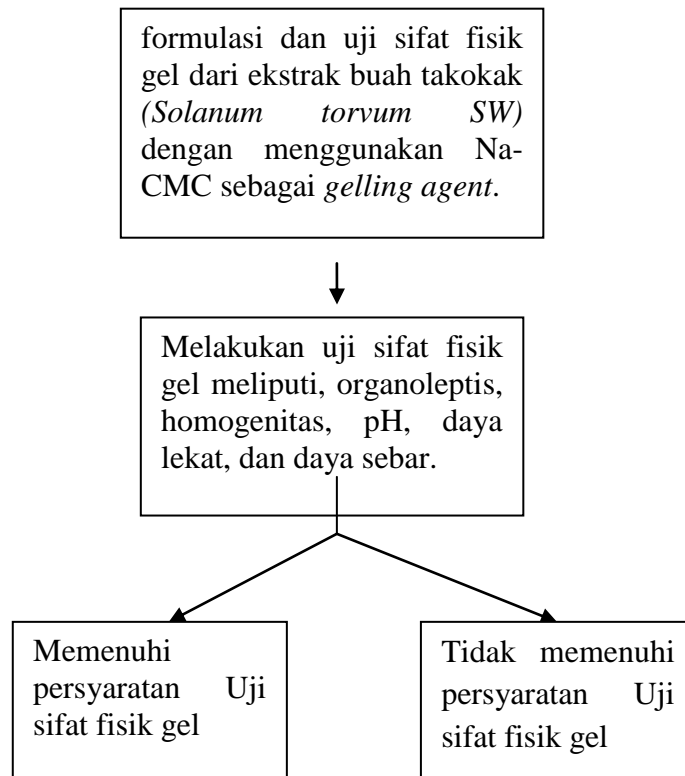 formulasi dan uji sifat fisik
gel dari ekstrak buah takokak
(Solanum torvum SW)
dengan menggunakan Na-
CMC sebagai gelling agent.
Melakukan uji sifat fisik
gel meliputi, organoleptis,
homogenitas, pH, daya
lekat, dan daya sebar.
Memenuhi
persyaratan Uji
sifat fisik gel
Tidak memenuhi
persyaratan Uji
sifat fisik gel